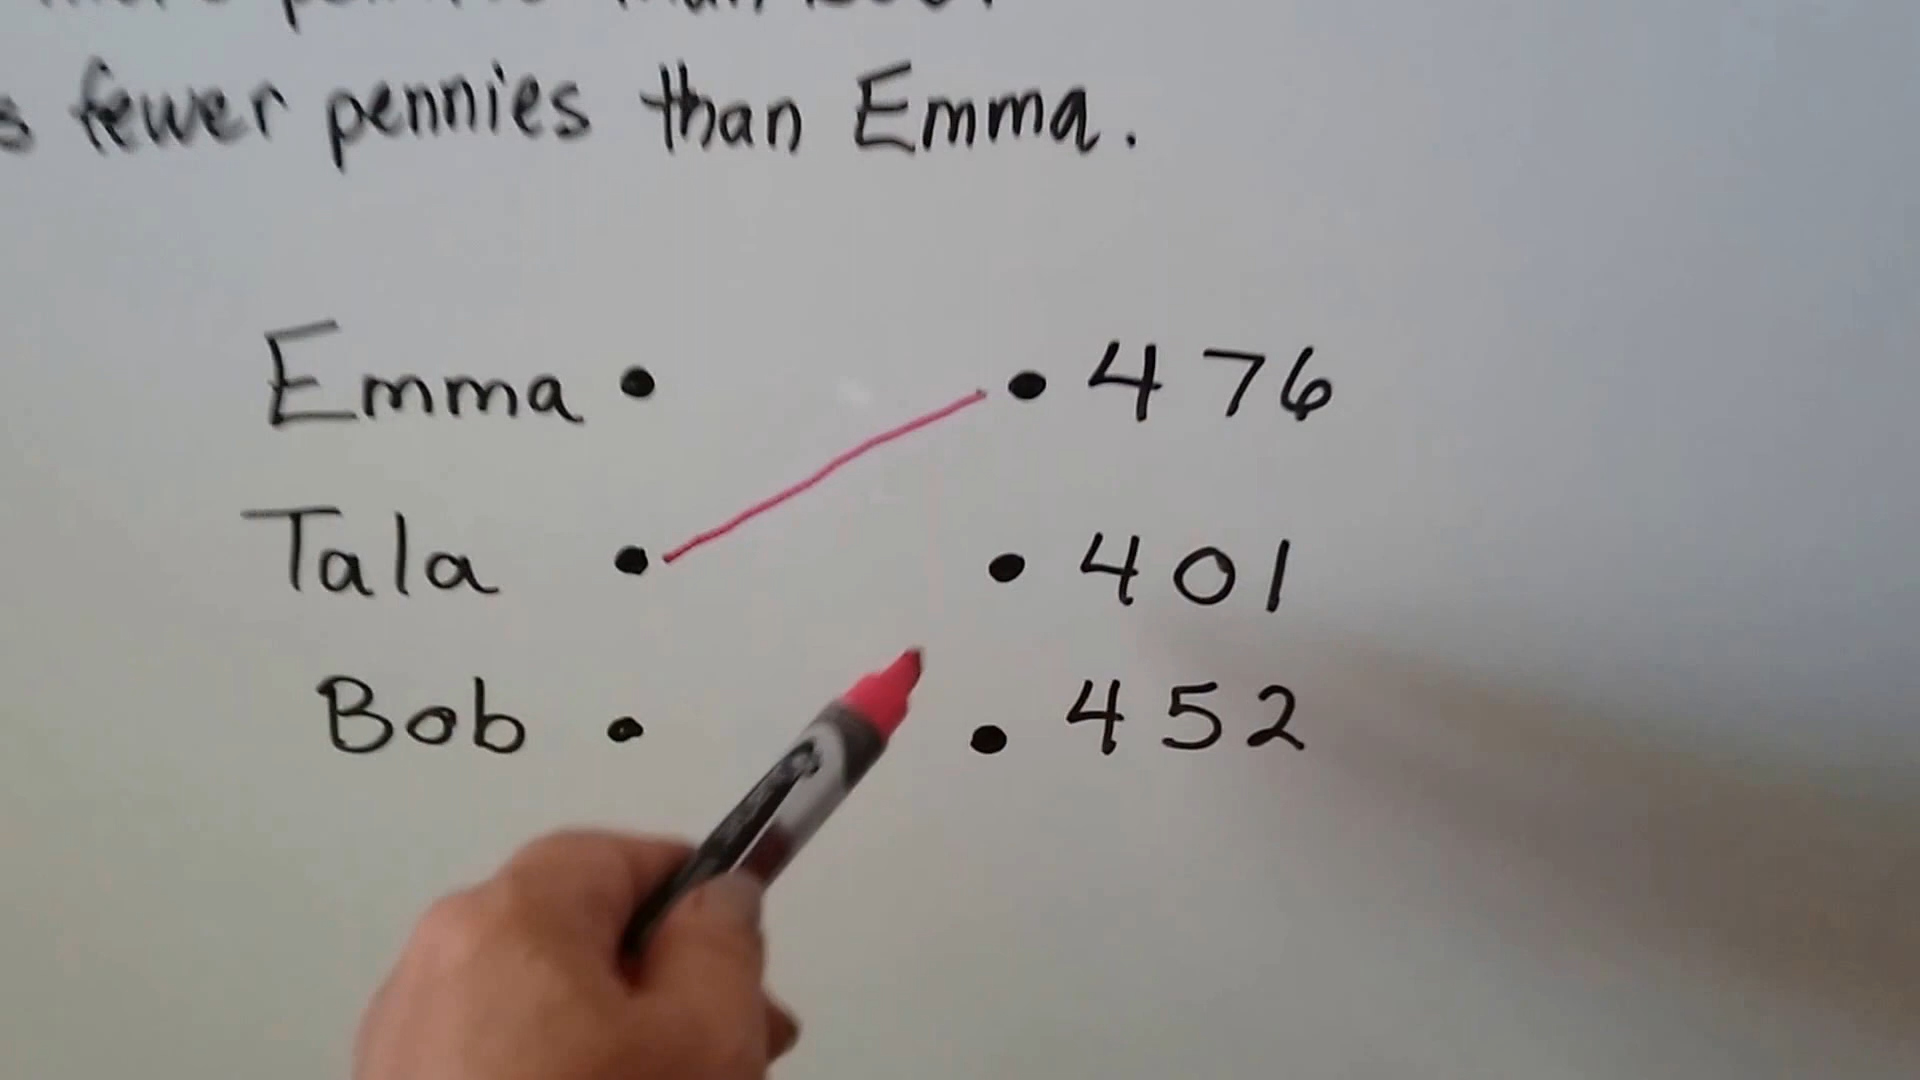 fewer pennies than Emma.
Emma • • 476
Tala • • 401
Bob • • 452